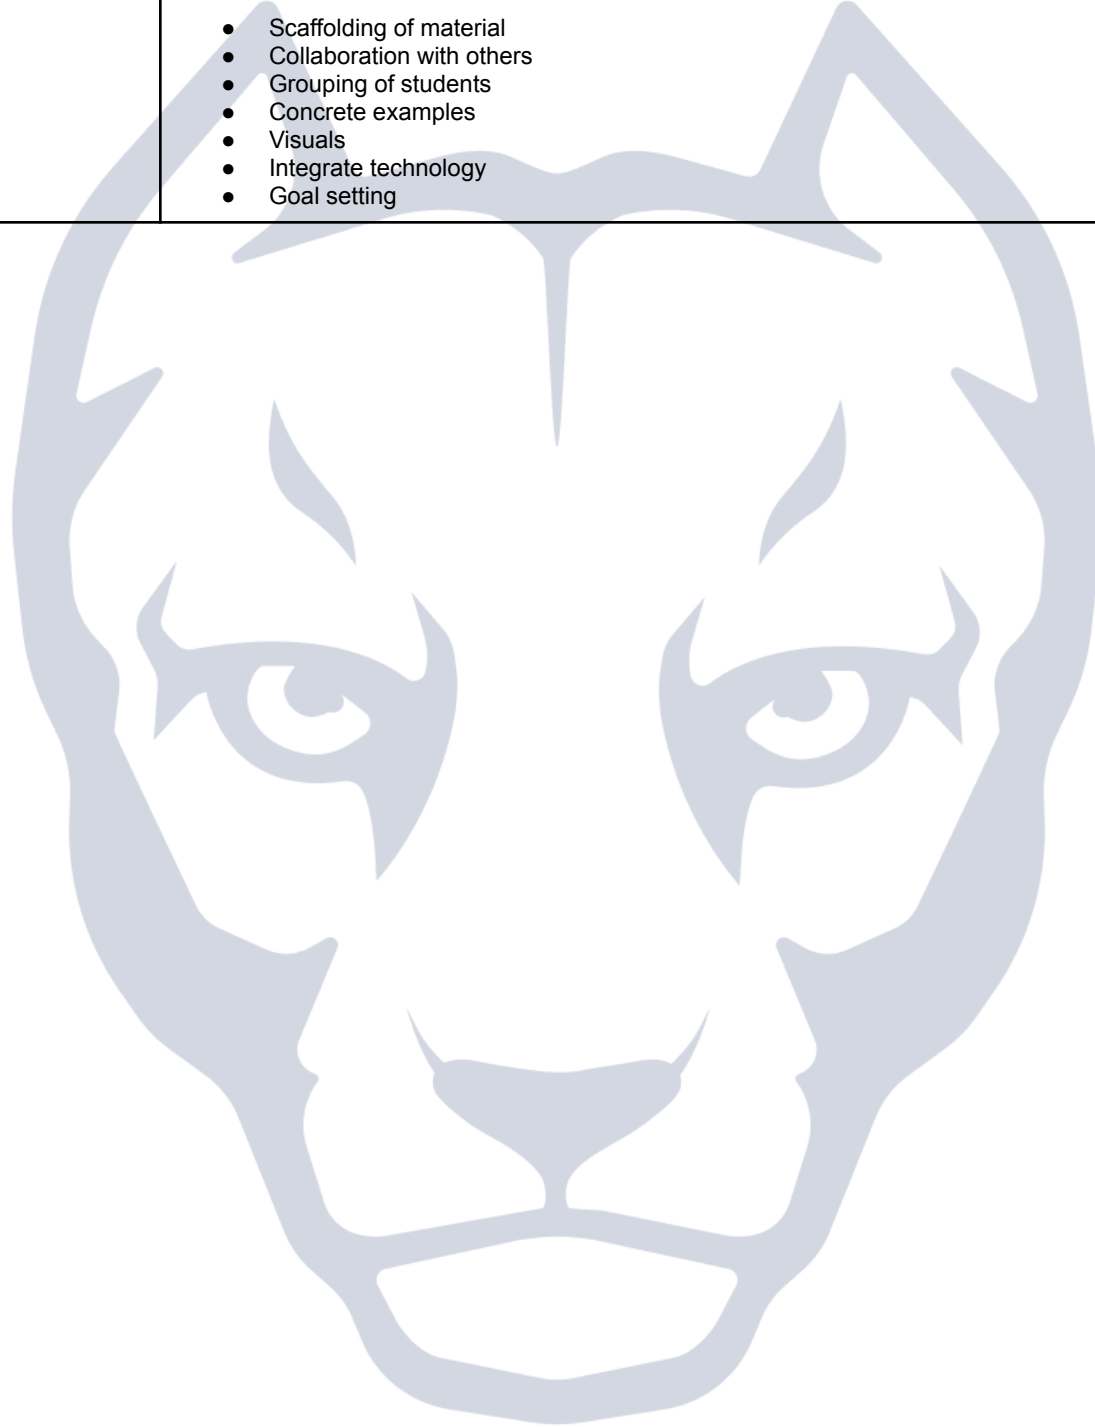 ● Scaffolding of material
● Collaboration with others
● Grouping of students
● Concrete examples
● Visuals
● Integrate technology
● Goal setting